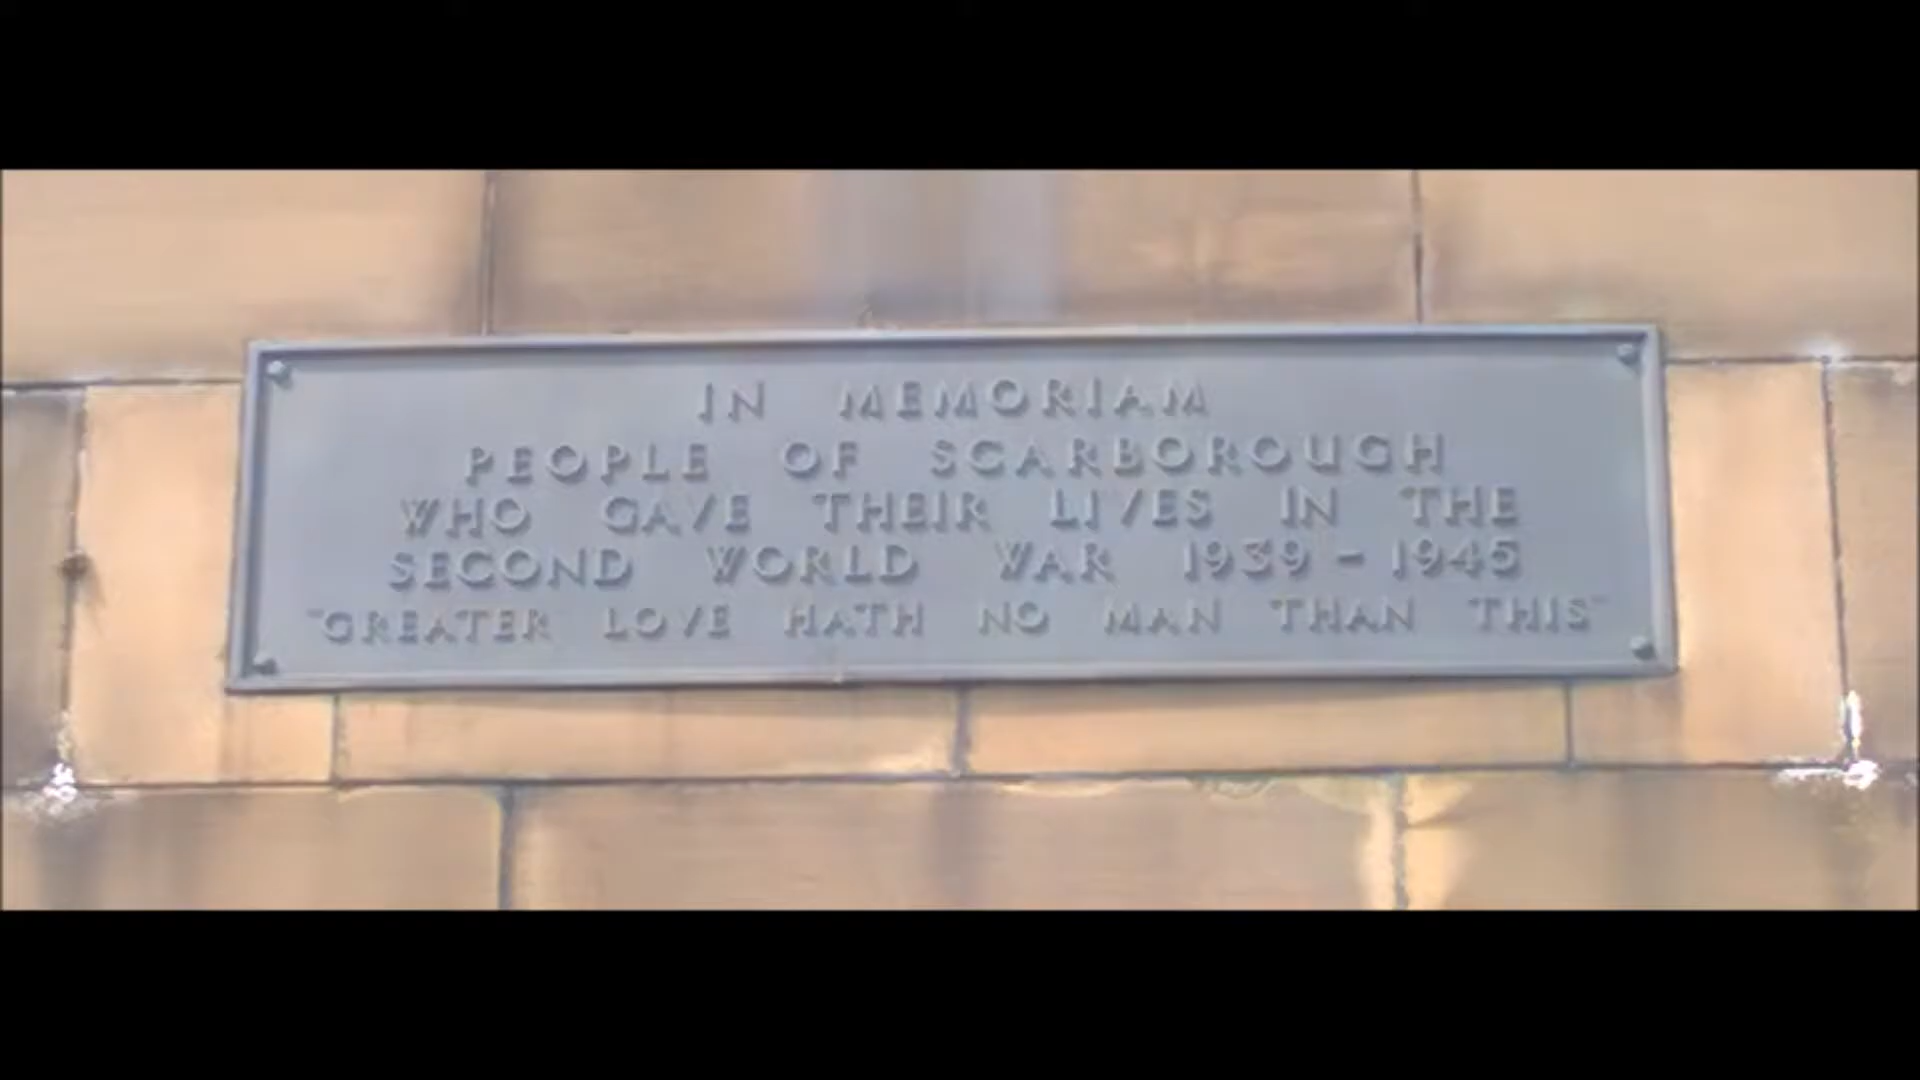 IN MEMORIAM
PEOPLE OF SCARBOROUGH
WHO GAVE THEIR LIVES IN THE
SECOND WORLD WAR 1939 - 1945
"GREATER LOVE HATH NO MAN THAN THIS"